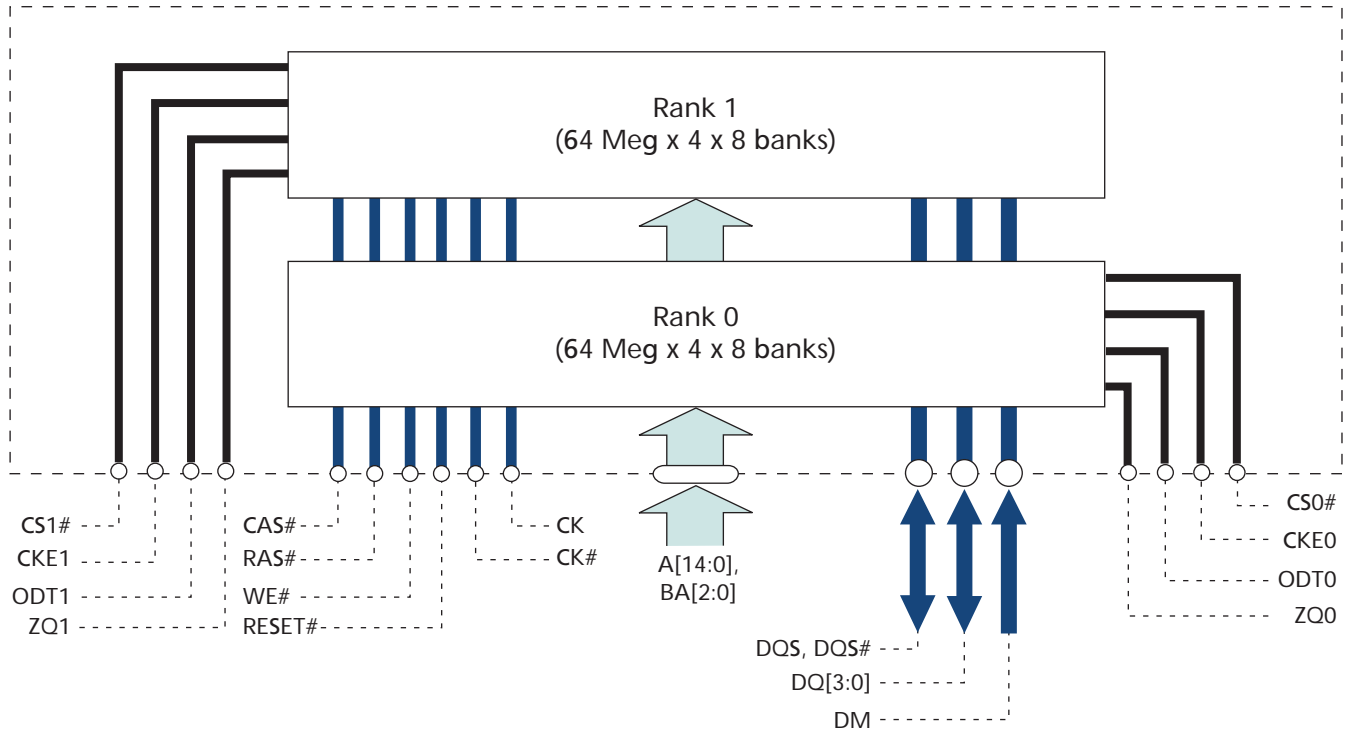 Rank 1
(64 Meg x 4 x 8 banks)
Rank 0
(64 Meg x 4 x 8 banks)
CS1#
CKE1
ODT1
ZQ1
CAS#
RAS#
WE#
RESET#
CK
CK#
A[14:0],
BA[2:0]
DQS, DQS#
DQ[3:0]
DM
CS0#
CKE0
ODT0
ZQ0